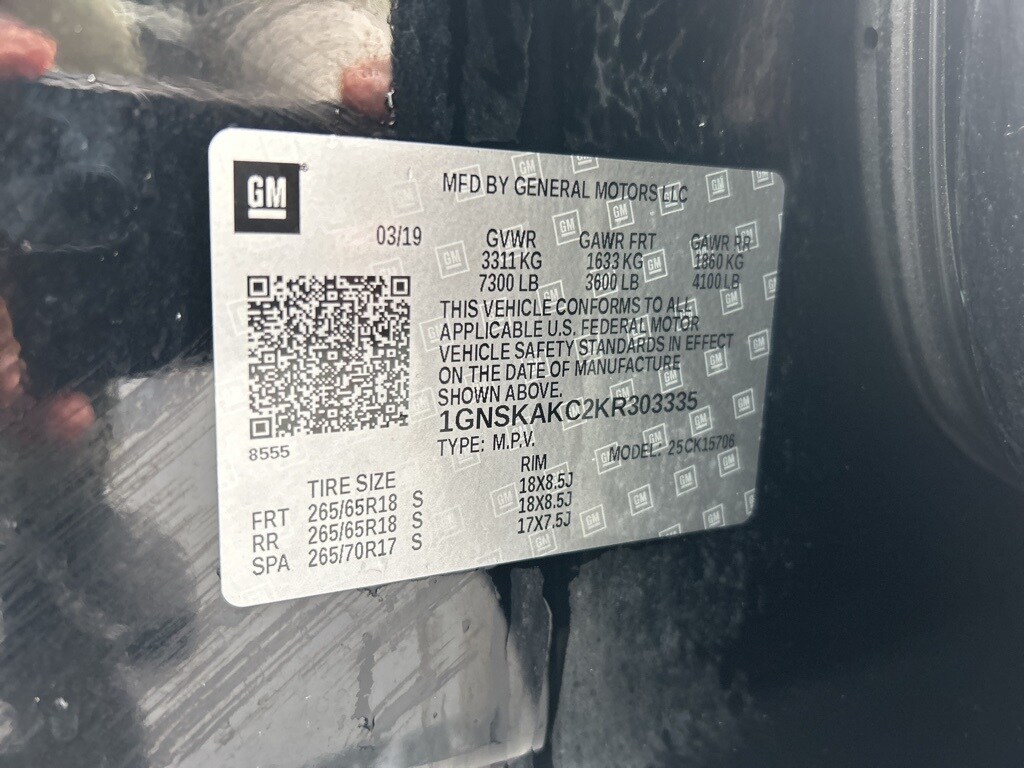 GM
MFD BY GENERAL MOTORS LLC
03/19
GVWR GAWR FRT GAWR RR
3311 KG 1633 KG 1860 KG
7300 LB 3600 LB 4100 LB
THIS VEHICLE CONFORMS TO ALL
APPLICABLE U.S. FEDERAL MOTOR
VEHICLE SAFETY STANDARDS IN EFFECT
ON THE DATE OF MANUFACTURE
SHOWN ABOVE.
1GNSKAKC2KR303335
TYPE: M.P.V. MODEL: 25CK15706
8555
TIRE SIZE RIM
FRT 265/65R18 S 18X8.5J
RR 265/65R18 S 18X8.5J
SPA 265/70R17 S 17X7.5J